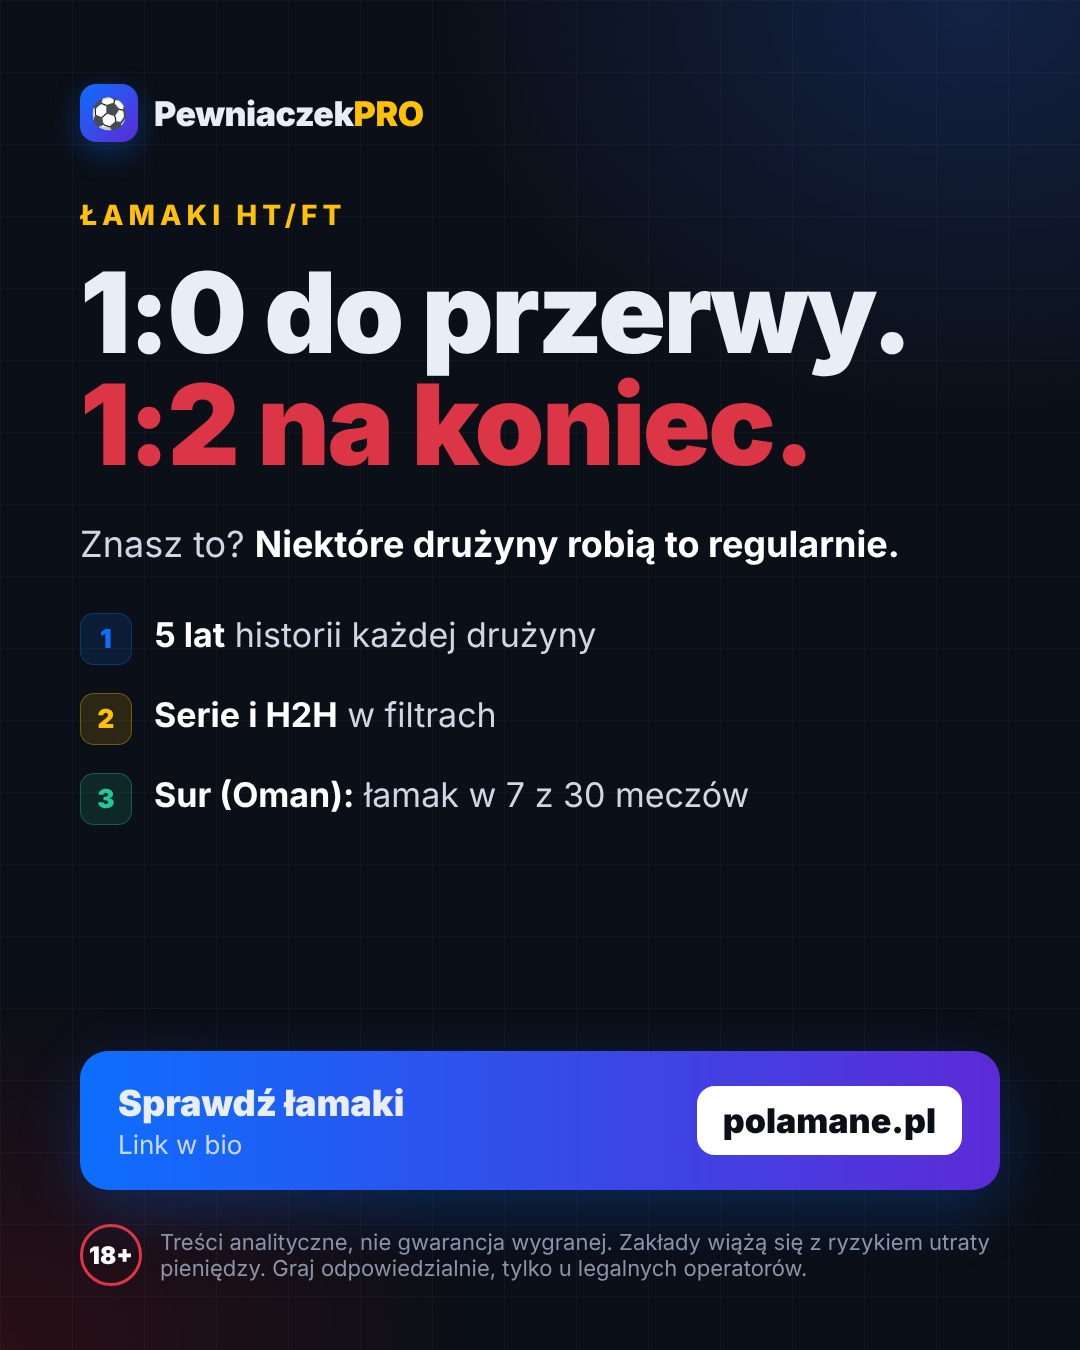 PewniaczekPRO
ŁAMAKI HT/FT
1:0 do przerwy.
1:2 na koniec.
Znasz to? Niektóre drużyny robią to regularnie.
1 5 lat historii każdej drużyny
2 Serie i H2H w filtrach
3 Sur (Oman): łamak w 7 z 30 meczów
Sprawdź łamaki
Link w bio
polamane.pl
18+
Treści analityczne, nie gwarancja wygranej. Zakłady wiążą się z ryzykiem utraty
pieniędzy. Graj odpowiedzialnie, tylko u legalnych operatorów.